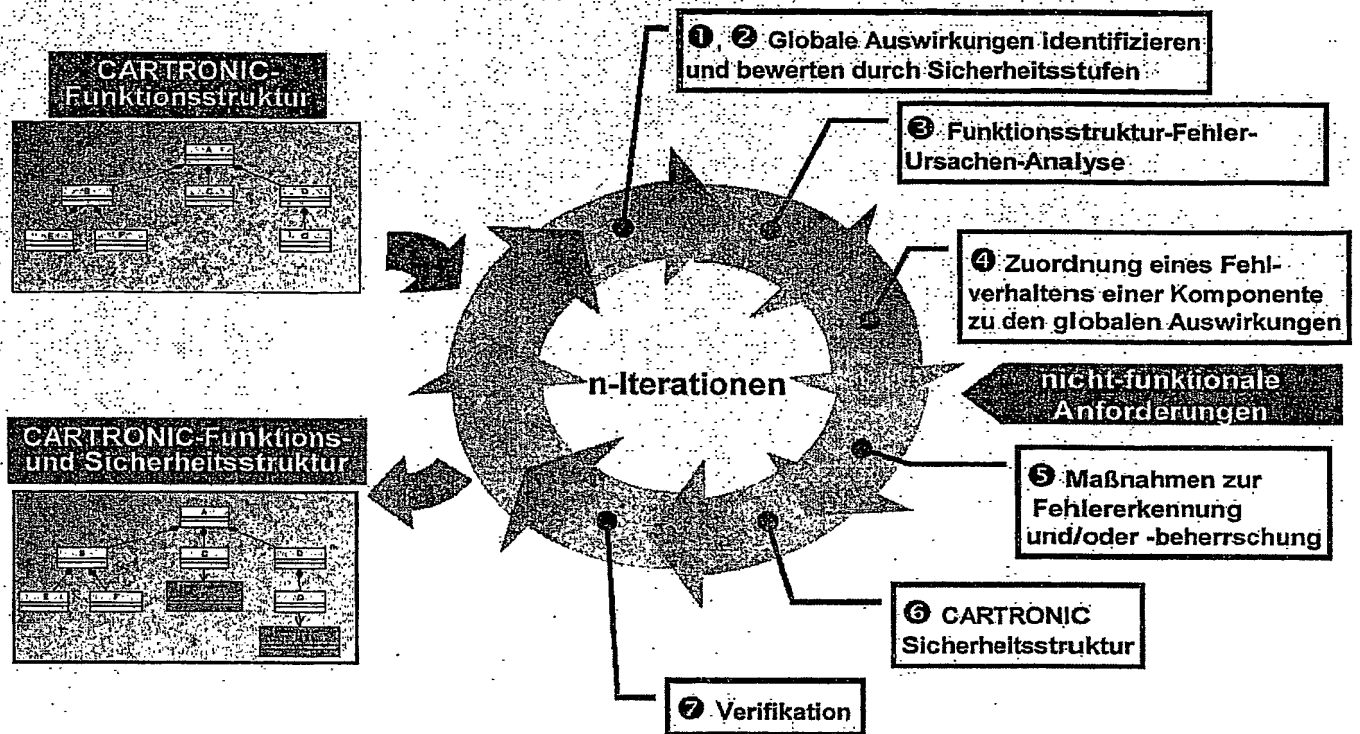 CARTRONIC-
Funktionsstruktur
A
B
C
D
E
F
G
❶, ❷ Globale Auswirkungen identifizieren
und bewerten durch Sicherheitsstufen
❸ Funktionsstruktur-Fehler-
Ursachen-Analyse
❹ Zuordnung eines Fehl-
verhaltens einer Komponente
zu den globalen Auswirkungen
n-Iterationen
nicht-funktionale
Anforderungen
CARTRONIC-Funktions-
und Sicherheitsstruktur
A
B
C
D
E
F
G
❺ Maßnahmen zur
Fehlererkennung
und/oder -beherrschung
❻ CARTRONIC
Sicherheitsstruktur
❼ Verifikation